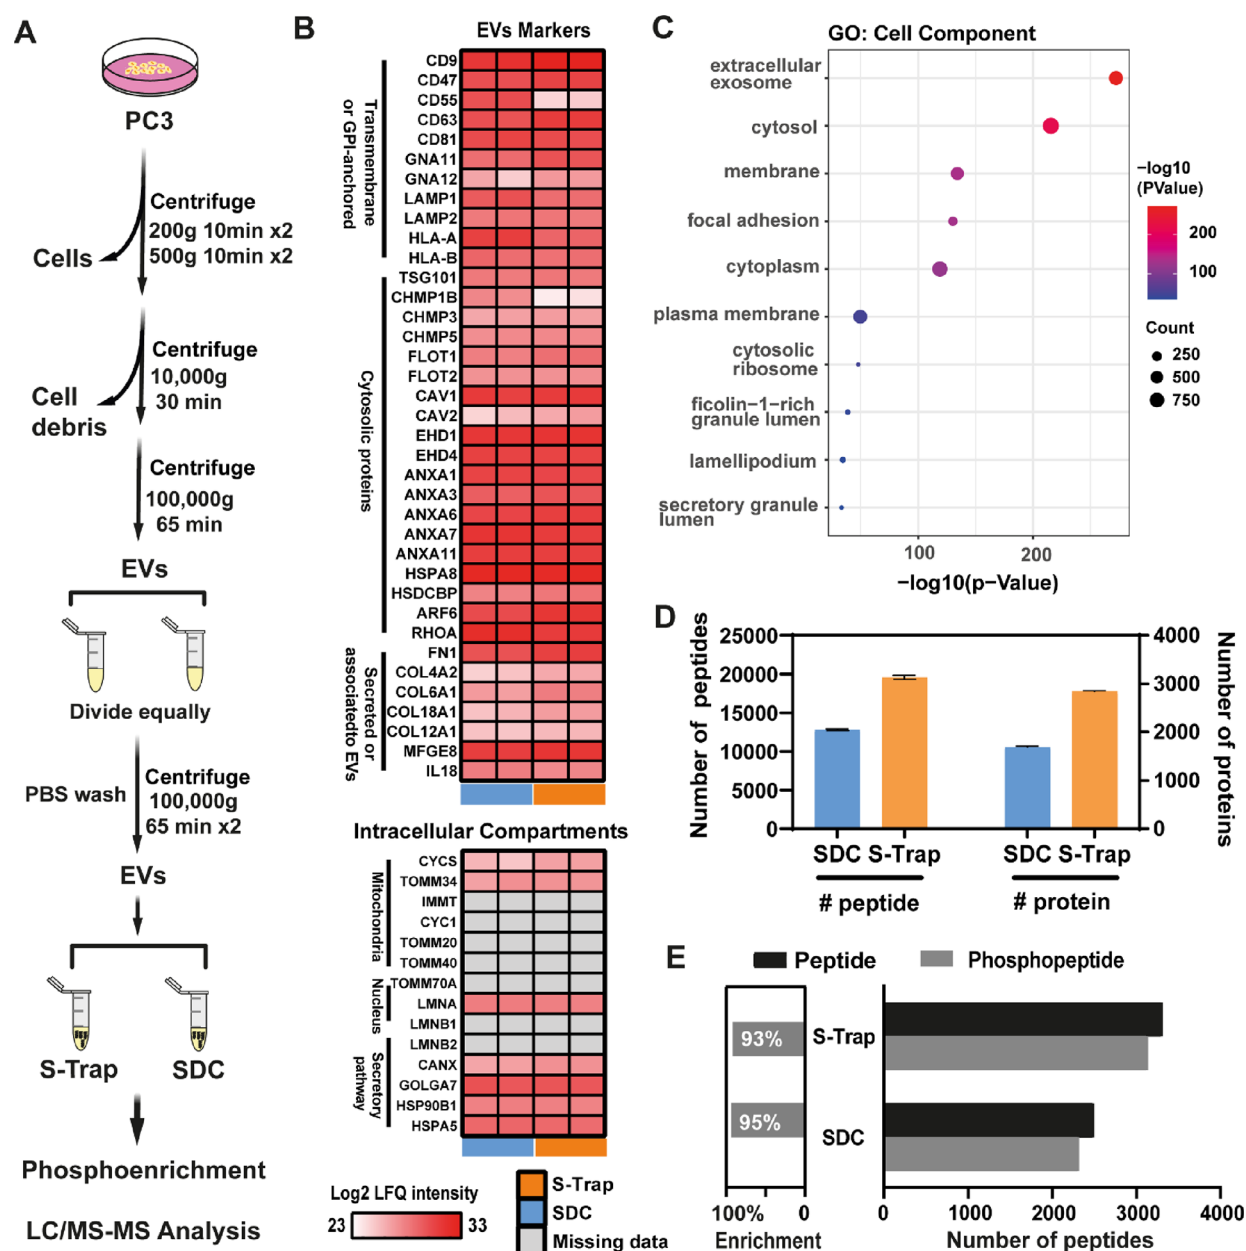 A
PC3
Centrifuge
200g 10min x2
500g 10min x2
Cells
Centrifuge
10,000g
30 min
Cell
debris
Centrifuge
100,000g
65 min
EVs
Divide equally
PBS wash
Centrifuge
100,000g
65 min x2
EVs
S-Trap
SDC
Phosphoenrichment
LC/MS-MS Analysis
B
EVs Markers
Transmembrane
or GPI-anchored
CD9
CD47
CD55
CD63
CD81
GNA11
GNA12
LAMP1
LAMP2
HLA-A
HLA-B
Cytosolic proteins
TSG101
CHMP1B
CHMP3
CHMP5
FLOT1
FLOT2
CAV1
CAV2
EHD1
EHD4
ANXA1
ANXA3
ANXA6
ANXA7
ANXA11
HSPA8
HSDCBP
ARF6
RHOA
Secreted or
associatedto EVs
FN1
COL4A2
COL6A1
COL18A1
COL12A1
MFGE8
IL18
Intracellular Compartments
Mitochondria
CYCS
TOMM34
IMMT
CYC1
TOMM20
TOMM40
TOMM70A
Nucleus
LMNA
LMNB1
LMNB2
Secretory
pathway
CANX
GOLGA7
HSP90B1
HSPA5
Log2 LFQ intensity
23
33
S-Trap
SDC
Missing data
C
GO: Cell Component
extracellular
exosome
cytosol
membrane
focal adhesion
cytoplasm
plasma membrane
cytosolic
ribosome
ficolin−1−rich
granule lumen
lamellipodium
secretory granule
lumen
100
200
−log10(p−Value)
−log10
(PValue)
200
100
Count
250
500
750
D
Number of peptides
25000
20000
15000
10000
5000
0
4000
3000
2000
1000
0
Number of proteins
SDC S-Trap
SDC S-Trap
# peptide
# protein
E
Peptide
Phosphopeptide
93%
S-Trap
95%
SDC
100%
0
Enrichment
0
1000
2000
3000
4000
Number of peptides